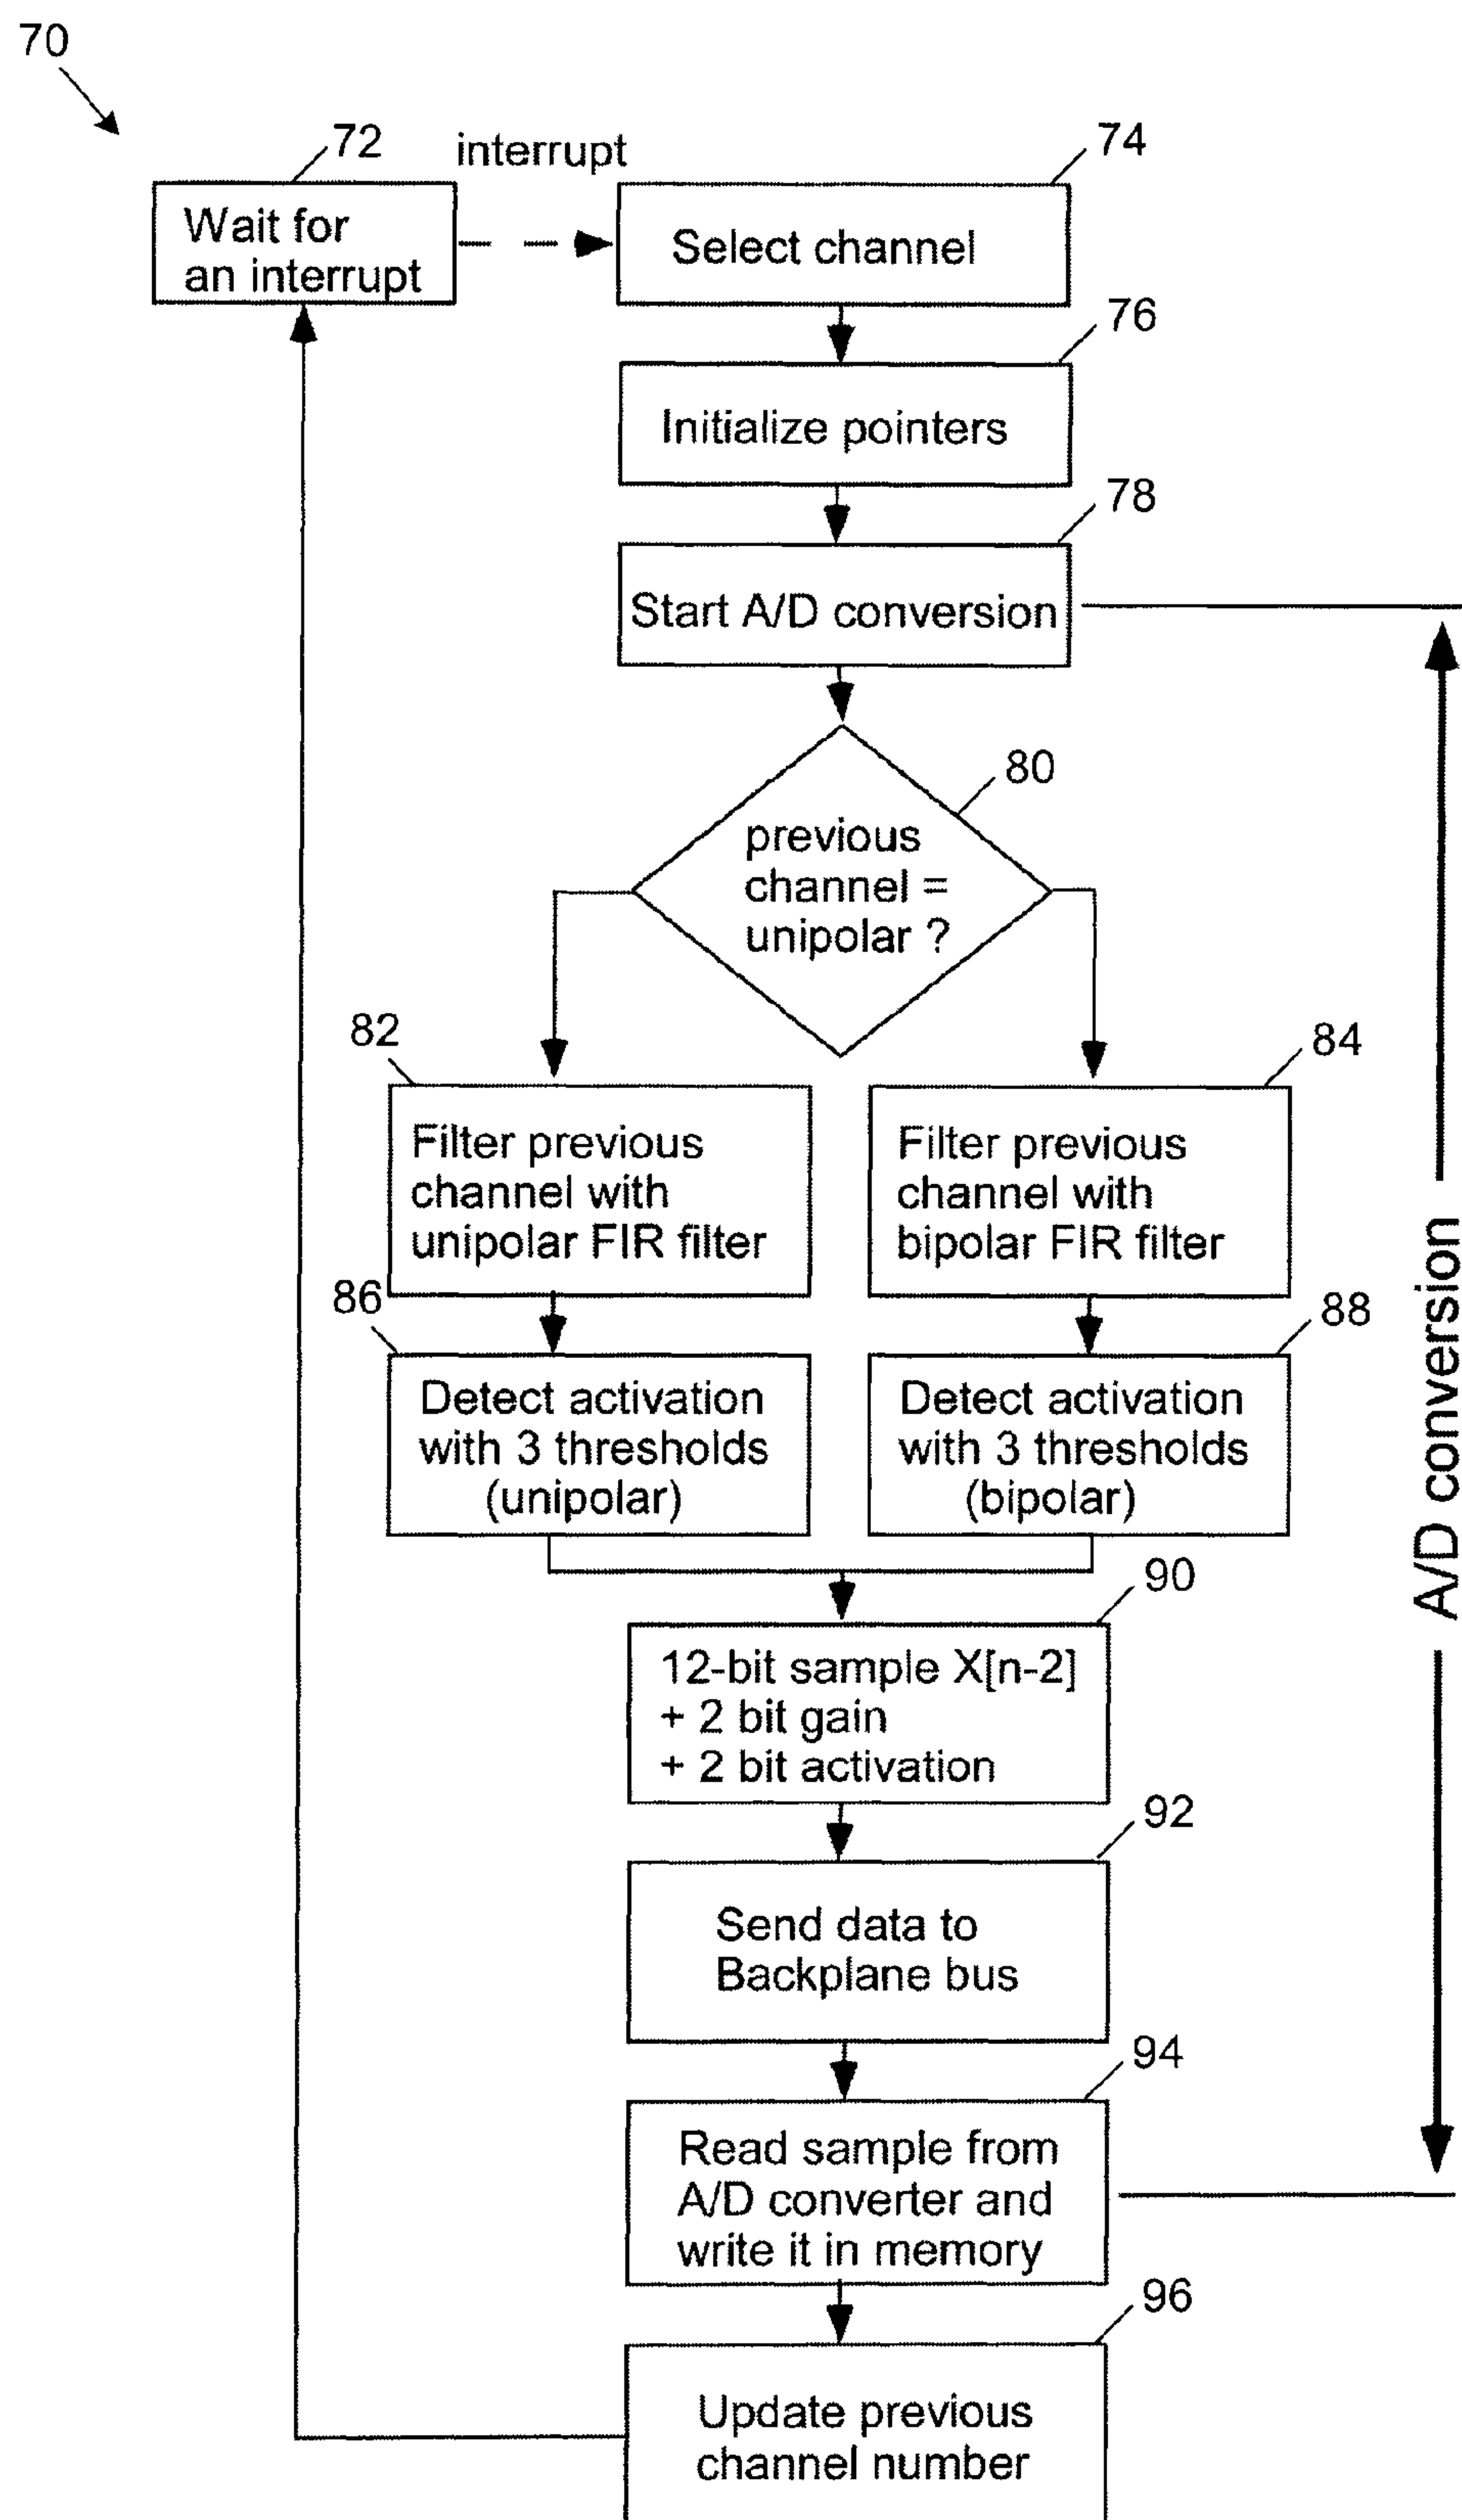 70
72
interrupt
74
Wait for
an interrupt
Select channel
76
Initialize pointers
78
Start A/D conversion
80
previous
channel =
unipolar ?
82
84
Filter previous
channel with
unipolar FIR filter
Filter previous
channel with
bipolar FIR filter
86
88
Detect activation
with 3 thresholds
(unipolar)
Detect activation
with 3 thresholds
(bipolar)
A/D conversion
90
12-bit sample X[n-2]
+ 2 bit gain
+ 2 bit activation
92
Send data to
Backplane bus
94
Read sample from
A/D converter and
write it in memory
96
Update previous
channel number